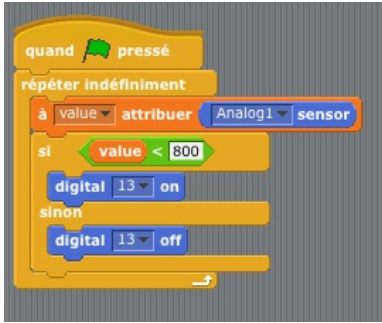 quand pressé
répéter indéfiniment
à value attribuer Analog1 sensor
si value < 800
digital 13 on
sinon
digital 13 off